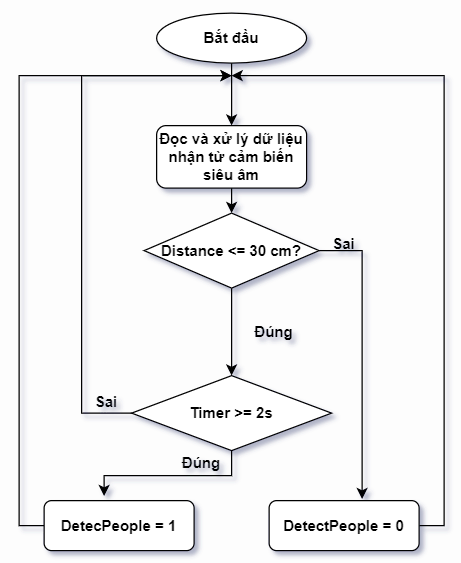 Bắt đầu
Đọc và xử lý dữ liệu
nhận từ cảm biến
siêu âm
Distance <= 30 cm?
Sai
Đúng
Timer >= 2s
Sai
Đúng
DetecPeople = 1
DetectPeople = 0